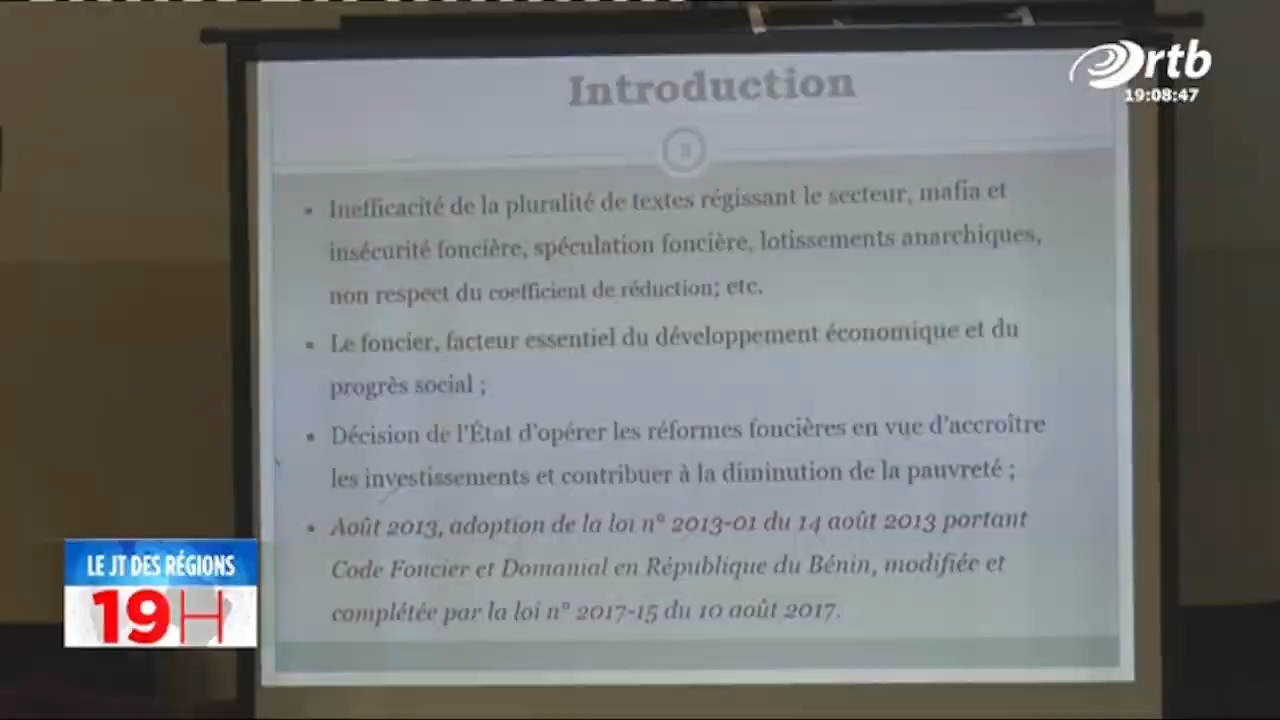 rtb
19:08:47
Introduction
3
• Inefficacité de la pluralité de textes régissant le secteur, mafia et
insécurité foncière, spéculation foncière, lotissements anarchiques,
non respect du coefficient de réduction; etc.
• Le foncier, facteur essentiel du développement économique et du
progrès social ;
• Décision de l'État d'opérer les réformes foncières en vue d'accroître
les investissements et contribuer à la diminution de la pauvreté ;
• Août 2013, adoption de la loi n° 2013-01 du 14 août 2013 portant
Code Foncier et Domanial en République du Bénin, modifiée et
complétée par la loi n° 2017-15 du 10 août 2017.
LE JT DES RÉGIONS
19H